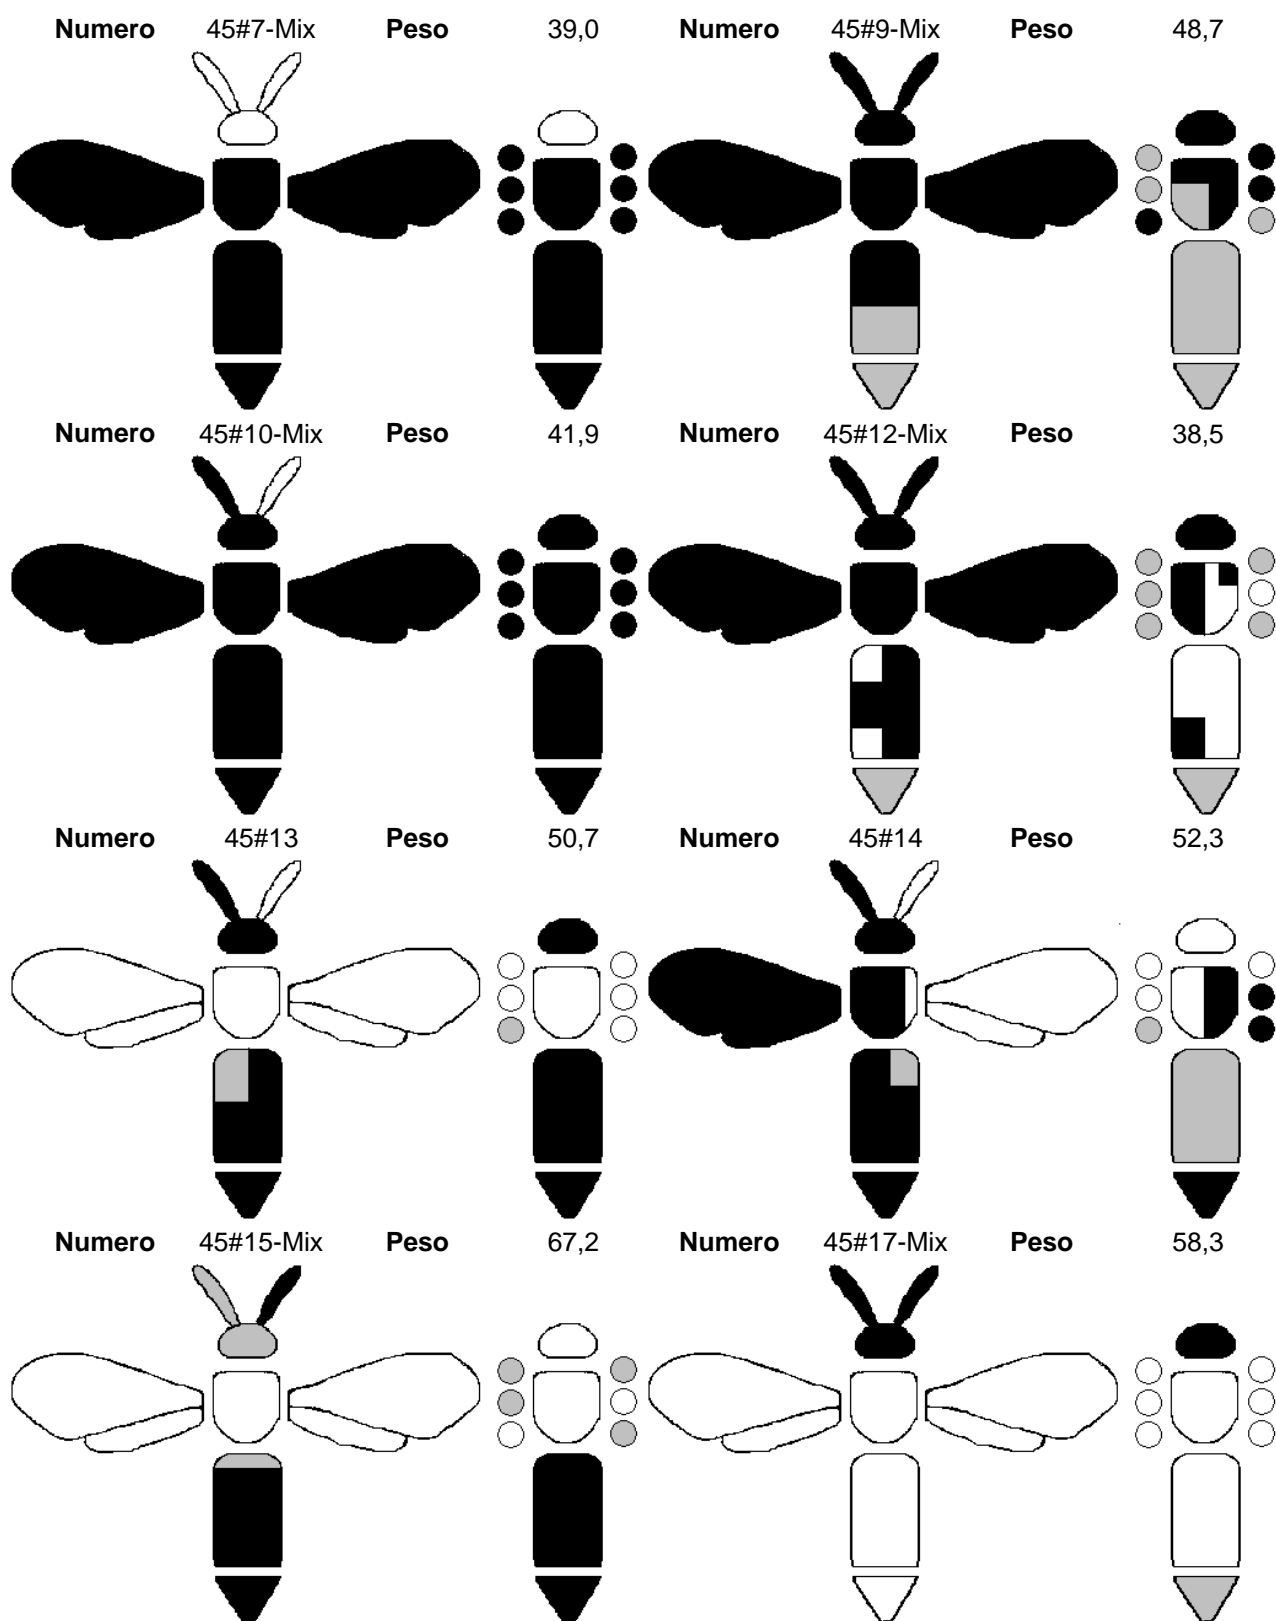 Numero 45#7-Mix Peso 39,0 Numero 45#9-Mix Peso 48,7
Numero 45#10-Mix Peso 41,9 Numero 45#12-Mix Peso 38,5
Numero 45#13 Peso 50,7 Numero 45#14 Peso 52,3
Numero 45#15-Mix Peso 67,2 Numero 45#17-Mix Peso 58,3